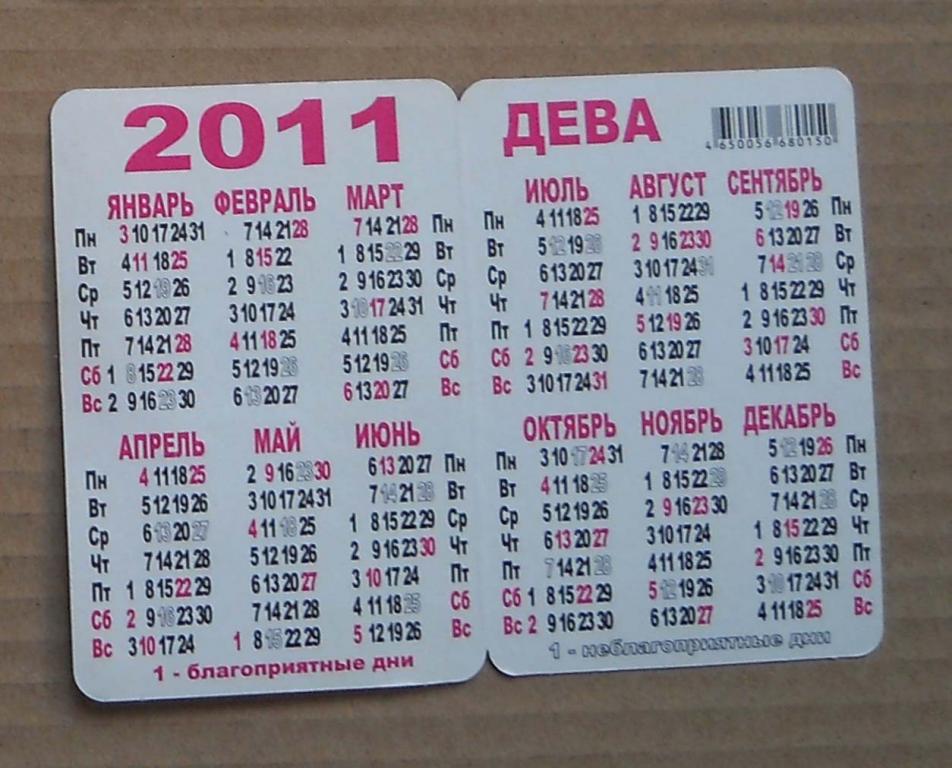 2011
ЯНВАРЬ ФЕВРАЛЬ МАРТ
Пн 3 10 17 24 31 7 14 21 28 7 14 21 28 Пн
Вт 4 11 18 25 1 8 15 22 1 8 15 22 29 Вт
Ср 5 12 19 26 2 9 16 23 2 9 16 23 30 Ср
Чт 6 13 20 27 3 10 17 24 3 10 17 24 31 Чт
Пт 7 14 21 28 4 11 18 25 4 11 18 25 Пт
Сб 1 8 15 22 29 5 12 19 26 5 12 19 26 Сб
Вс 2 9 16 23 30 6 13 20 27 6 13 20 27 Вс
АПРЕЛЬ МАЙ ИЮНЬ
Пн 4 11 18 25 2 9 16 23 30 6 13 20 27 Пн
Вт 5 12 19 26 3 10 17 24 31 7 14 21 28 Вт
Ср 6 13 20 27 4 11 18 25 1 8 15 22 29 Ср
Чт 7 14 21 28 5 12 19 26 2 9 16 23 30 Чт
Пт 1 8 15 22 29 6 13 20 27 3 10 17 24 Пт
Сб 2 9 16 23 30 7 14 21 28 4 11 18 25 Сб
Вс 3 10 17 24 1 8 15 22 29 5 12 19 26 Вс
1 - благоприятные дни
ДЕВА
4 650056 680150
ИЮЛЬ АВГУСТ СЕНТЯБРЬ
Пн 4 11 18 25 1 8 15 22 29 5 12 19 26 Пн
Вт 5 12 19 26 2 9 16 23 30 6 13 20 27 Вт
Ср 6 13 20 27 3 10 17 24 31 7 14 21 28 Ср
Чт 7 14 21 28 4 11 18 25 1 8 15 22 29 Чт
Пт 1 8 15 22 29 5 12 19 26 2 9 16 23 30 Пт
Сб 2 9 16 23 30 6 13 20 27 3 10 17 24 Сб
Вс 3 10 17 24 31 7 14 21 28 4 11 18 25 Вс
ОКТЯБРЬ НОЯБРЬ ДЕКАБРЬ
Пн 3 10 17 24 31 7 14 21 28 5 12 19 26 Пн
Вт 4 11 18 25 1 8 15 22 29 6 13 20 27 Вт
Ср 5 12 19 26 2 9 16 23 30 7 14 21 28 Ср
Чт 6 13 20 27 3 10 17 24 1 8 15 22 29 Чт
Пт 7 14 21 28 4 11 18 25 2 9 16 23 30 Пт
Сб 1 8 15 22 29 5 12 19 26 3 10 17 24 31 Сб
Вс 2 9 16 23 30 6 13 20 27 4 11 18 25 Вс
1 - неблагоприятные дни